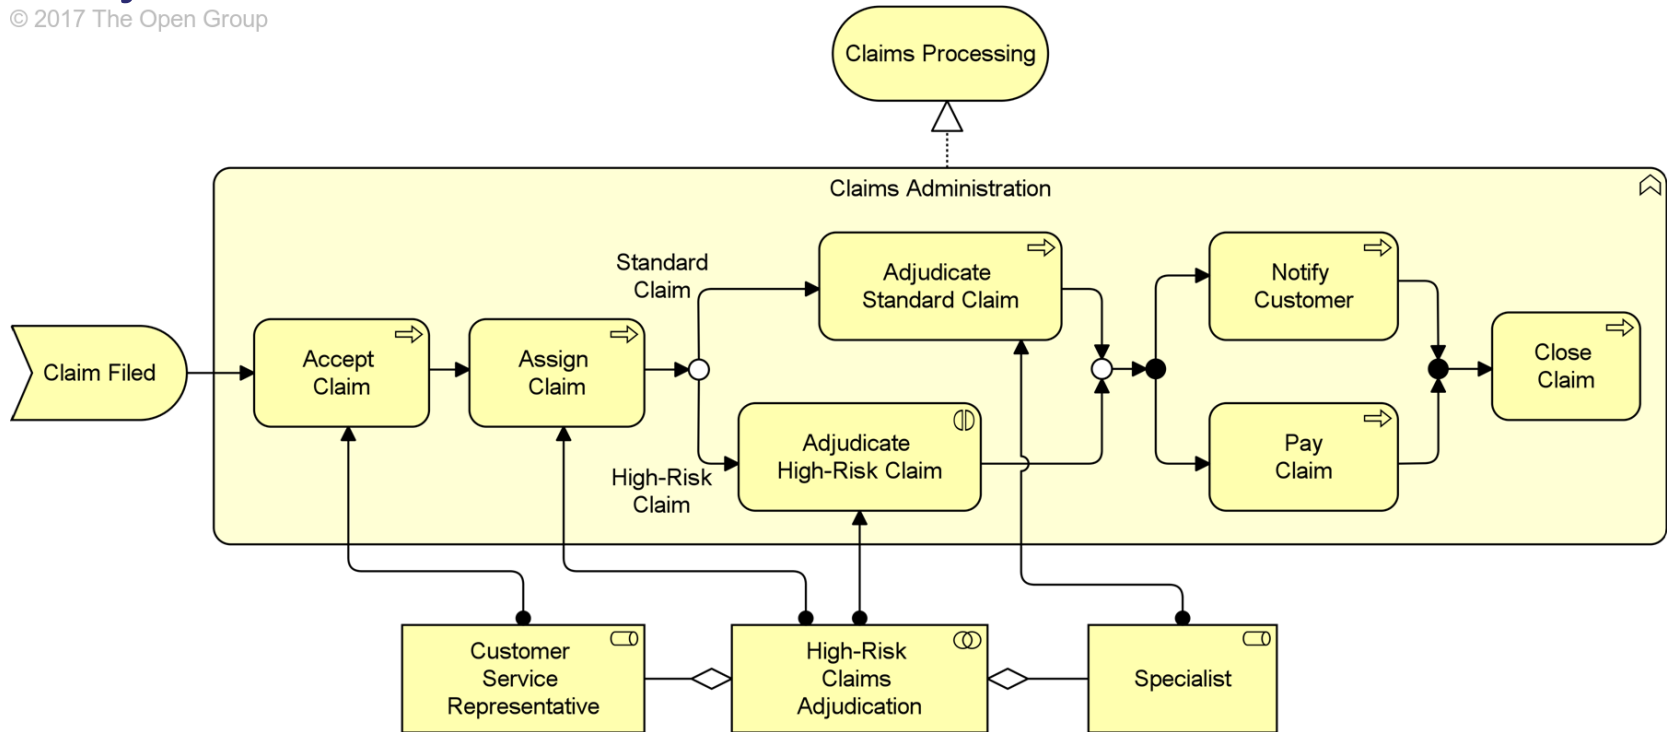 © 2017 The Open Group
Claims Processing
Claims Administration
Standard
Claim
Adjudicate
Standard Claim
Notify
Customer
Claim Filed
Accept
Claim
Assign
Claim
Close
Claim
High-Risk
Claim
Adjudicate
High-Risk Claim
Pay
Claim
Customer
Service
Representative
High-Risk
Claims
Adjudication
Specialist